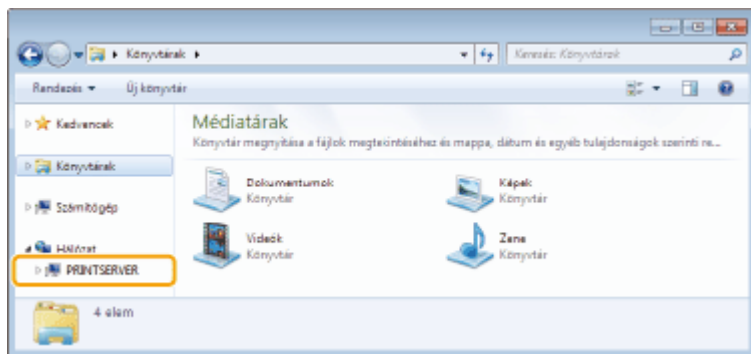 Könyvtárak
Keresés: Könyvtárak
Rendezés
Új könyvtár
Kedvencek
Könyvtárak
Számítógép
Hálózat
PRINTSERVER
Médiatárak
Könyvtár megnyitása a fájlok megtekintéséhez és mappa, dátum és egyéb tulajdonságok szerinti re...
Dokumentumok
Könyvtár
Képek
Könyvtár
Videók
Könyvtár
Zene
Könyvtár
4 elem